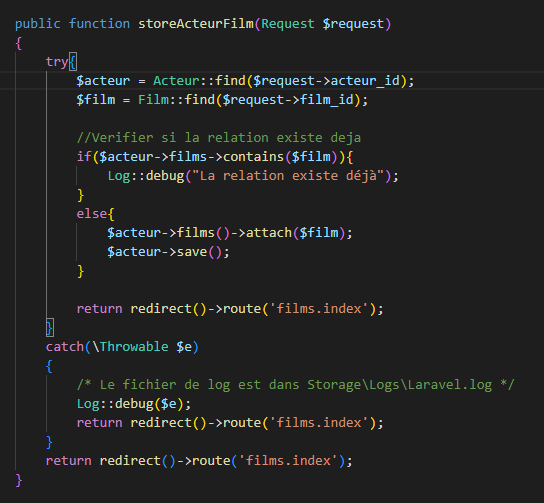 public function storeActeurFilm(Request $request)
{
try{
$acteur = Acteur::find($request->acteur_id);
$film = Film::find($request->film_id);
//Verifier si la relation existe deja
if($acteur->films->contains($film)){
Log::debug("La relation existe déjà");
}
else{
$acteur->films()->attach($film);
$acteur->save();
}
return redirect()->route('films.index');
}
catch(\Throwable $e)
{
/* Le fichier de log est dans Storage\Logs\Laravel.log */
Log::debug($e);
return redirect()->route('films.index');
}
return redirect()->route('films.index');
}